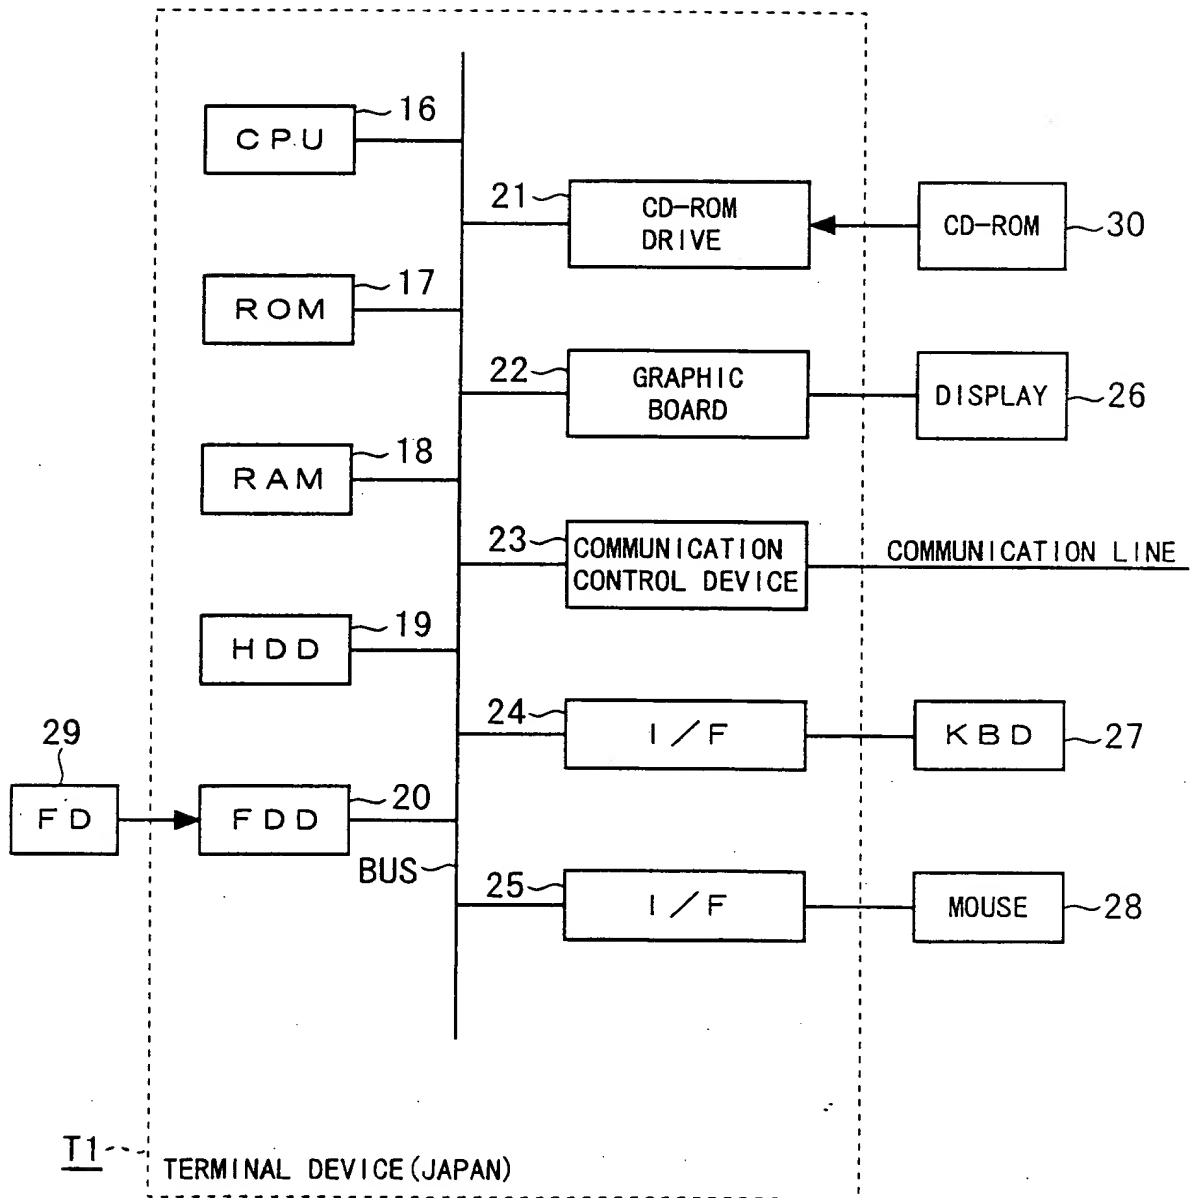 16
CPU
21
CD-ROM
DRIVE
CD-ROM
30
17
ROM
22
GRAPHIC
BOARD
DISPLAY
26
18
RAM
23
COMMUNICATION
CONTROL DEVICE
COMMUNICATION LINE
19
HDD
24
I/F
KBD
27
29
FD
20
FDD
BUS
25
I/F
MOUSE
28
T1
TERMINAL DEVICE(JAPAN)